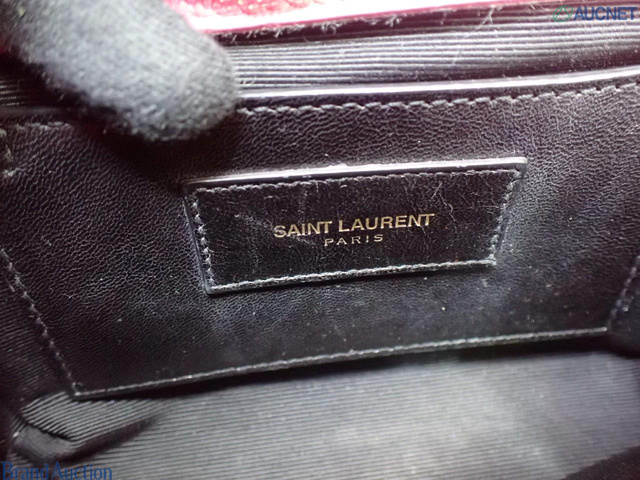 AUCNET
SAINT LAURENT
PARIS
Brand Auction